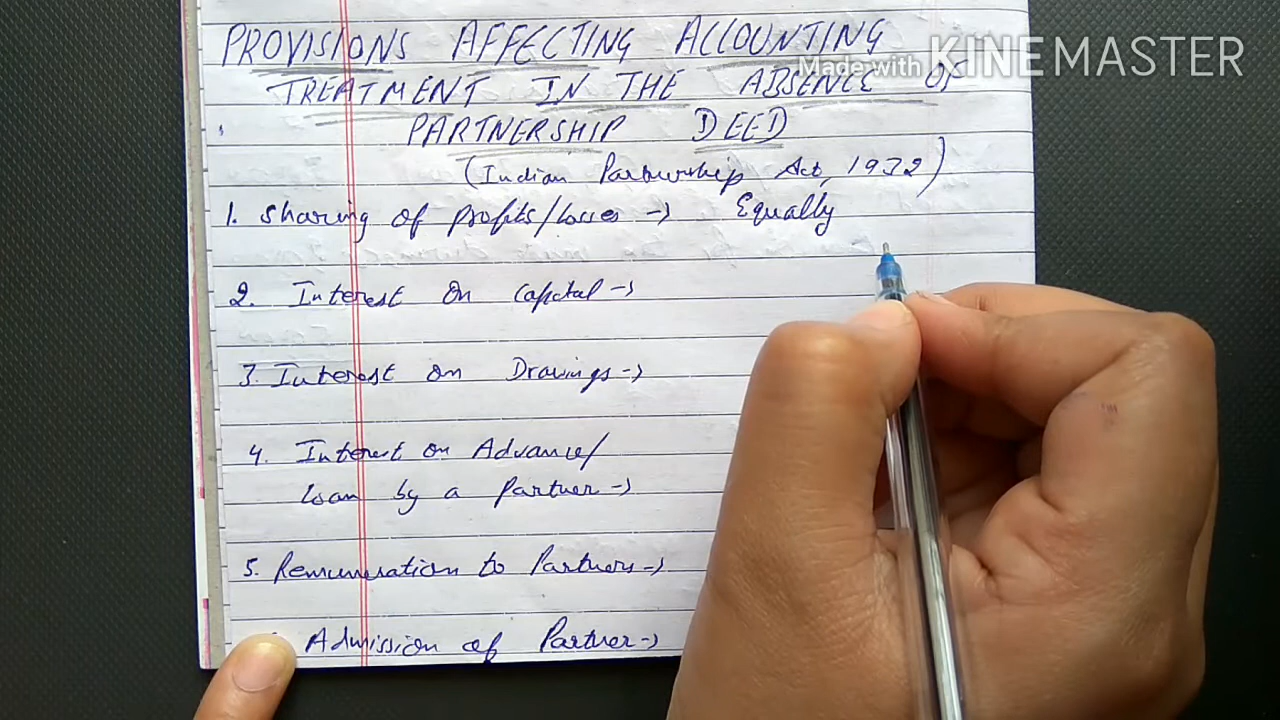 PROVISIONS AFFECTING ACCOUNTING
Made with KINEMASTER
TREATMENT IN THE ABSENCE OF
PARTNERSHIP DEED
(Indian Partnership Act, 1932)
1. Sharing of Profits/Losses → Equally
2. Interest on Capital →
3. Interest on Drawings →
4. Interest on Advance/
Loan by a Partner →
5. Remuneration to Partners →
Admission of Partner →